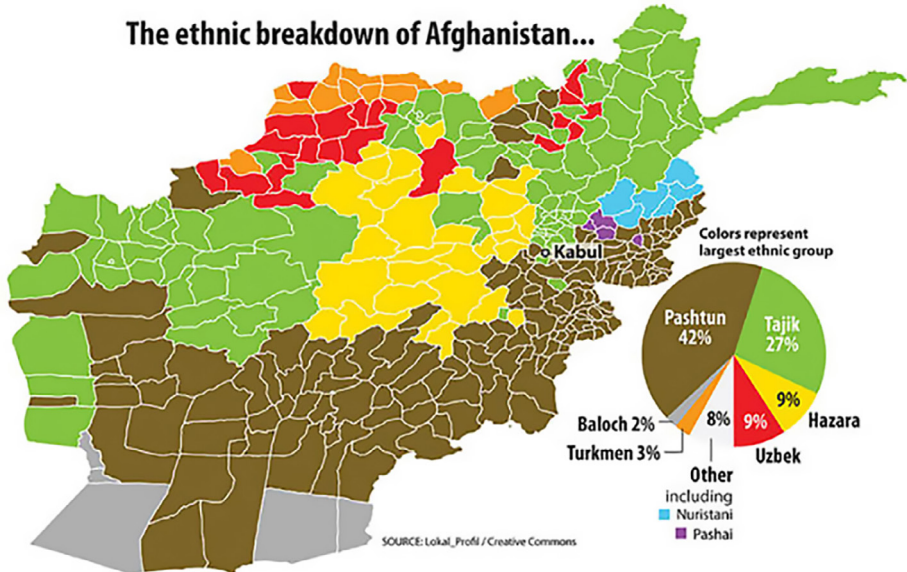 The ethnic breakdown of Afghanistan...
Kabul
Colors represent
largest ethnic group
Pashtun
42%
Tajik
27%
9%
Hazara
9%
Uzbek
8%
Other
including
Nuristani
Pashai
Baloch 2%
Turkmen 3%
SOURCE: Lokal_Profil / Creative Commons